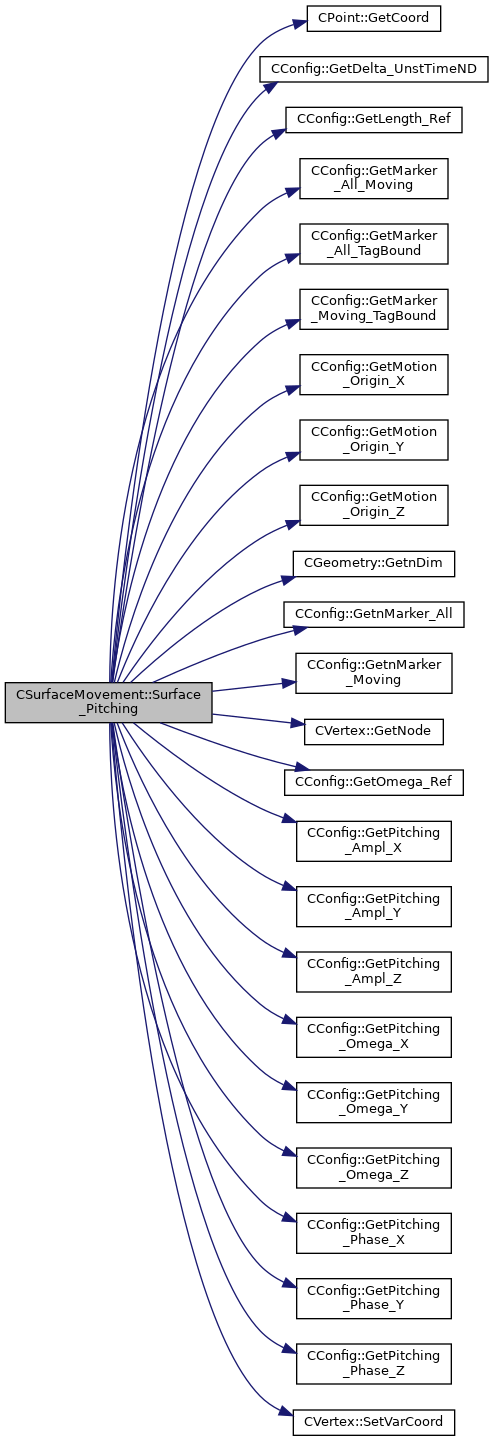 CPoint::GetCoord
CConfig::GetDelta_UnstTimeND
CConfig::GetLength_Ref
CConfig::GetMarker
_All_Moving
CConfig::GetMarker
_All_TagBound
CConfig::GetMarker
_Moving_TagBound
CConfig::GetMotion
_Origin_X
CConfig::GetMotion
_Origin_Y
CConfig::GetMotion
_Origin_Z
CGeometry::GetnDim
CConfig::GetnMarker_All
CConfig::GetnMarker
_Moving
CSurfaceMovement::Surface
_Pitching
CVertex::GetNode
CConfig::GetOmega_Ref
CConfig::GetPitching
_Ampl_X
CConfig::GetPitching
_Ampl_Y
CConfig::GetPitching
_Ampl_Z
CConfig::GetPitching
_Omega_X
CConfig::GetPitching
_Omega_Y
CConfig::GetPitching
_Omega_Z
CConfig::GetPitching
_Phase_X
CConfig::GetPitching
_Phase_Y
CConfig::GetPitching
_Phase_Z
CVertex::SetVarCoord